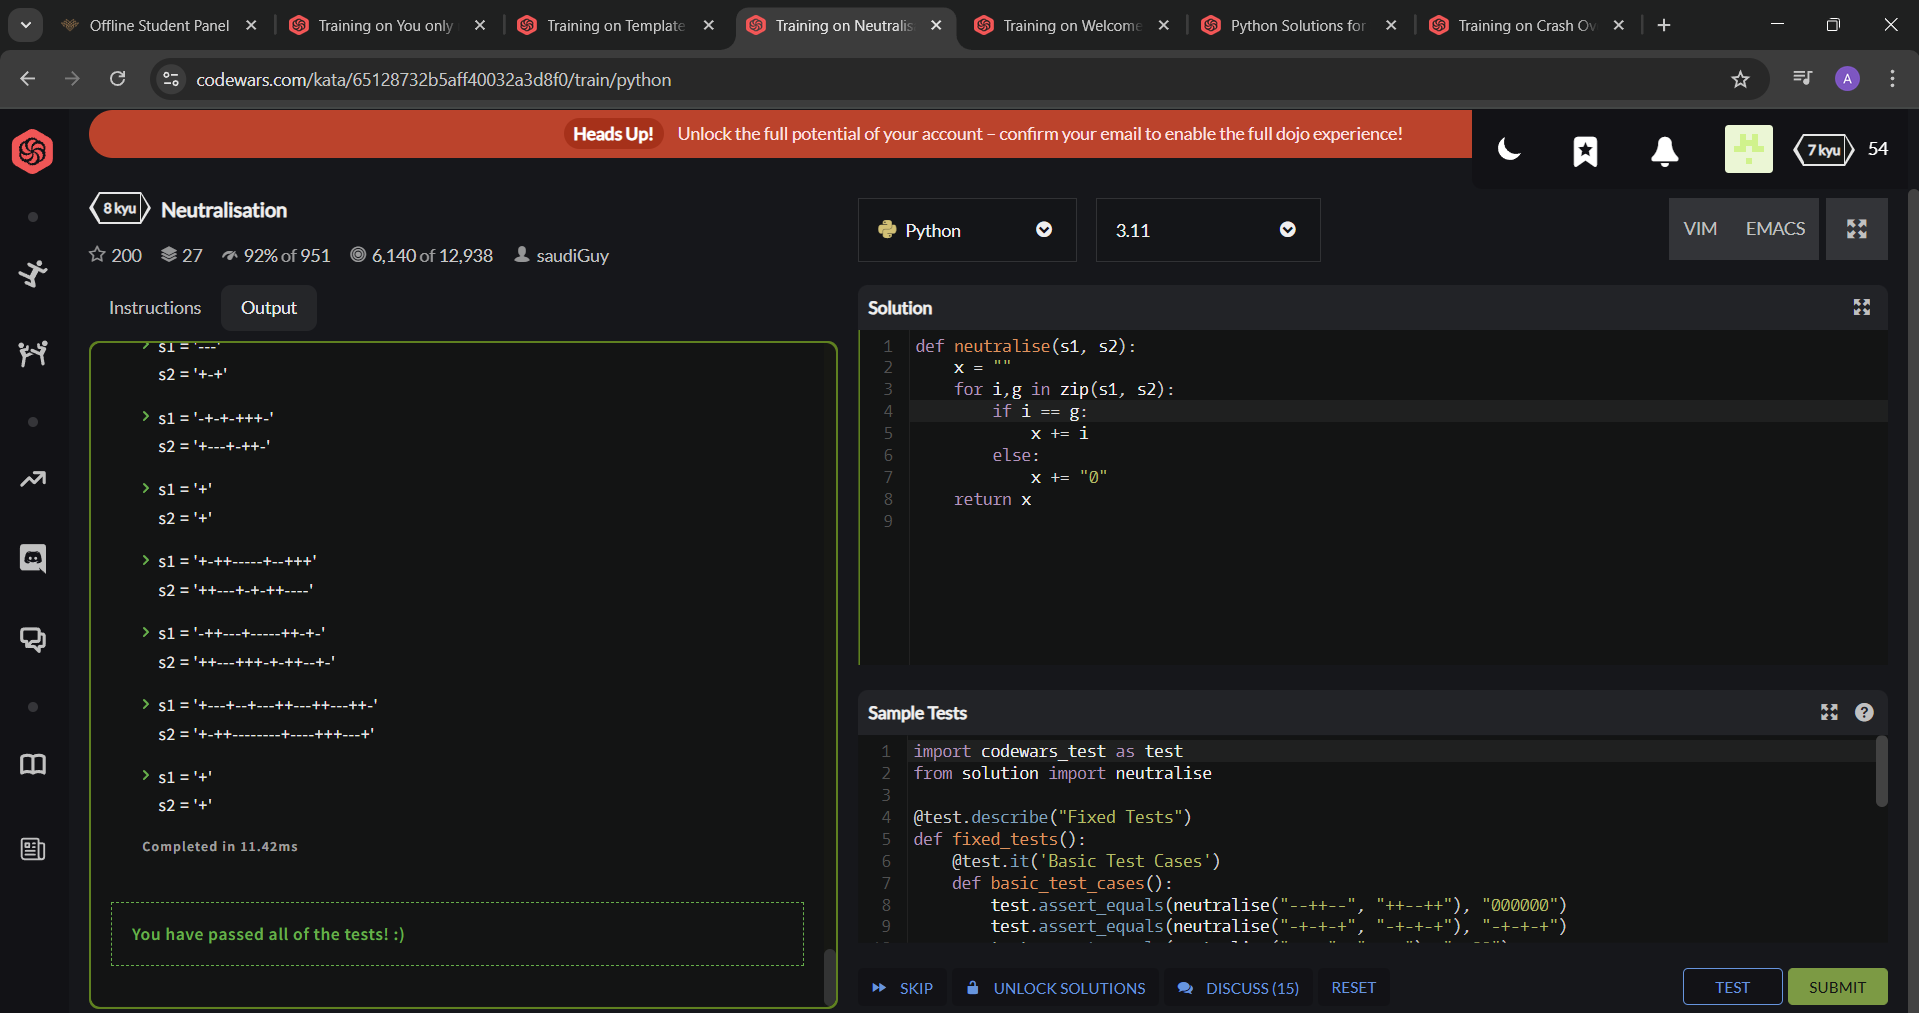 Offline Student Panel
Training on You only
Training on Template
Training on Neutralis
Training on Welcome
Python Solutions for
Training on Crash Ov
codewars.com/kata/65128732b5aff40032a3d8f0/train/python
A
Heads Up! Unlock the full potential of your account – confirm your email to enable the full dojo experience!
7 kyu 54
8 kyu Neutralisation
200 27 92% of 951 6,140 of 12,938 saudiGuy
Python
3.11
VIM EMACS
Instructions Output
s1 = '---'
s2 = '+-+'
s1 = '-+-+-+++-'
s2 = '+---+-++-'
s1 = '+'
s2 = '+'
s1 = '+-++-----+--+++'
s2 = '++---+-+-++----'
s1 = '-++---+-----++-+-'
s2 = '++---+++-+-++--+-'
s1 = '+---+--+---++---++---++-'
s2 = '+-++--------+----+++---+'
s1 = '+'
s2 = '+'
Completed in 11.42ms
You have passed all of the tests! :)
Solution
1 def neutralise(s1, s2):
2 x = ""
3 for i,g in zip(s1, s2):
4 if i == g:
5 x += i
6 else:
7 x += "0"
8 return x
9
Sample Tests
1 import codewars_test as test
2 from solution import neutralise
3
4 @test.describe("Fixed Tests")
5 def fixed_tests():
6 @test.it('Basic Test Cases')
7 def basic_test_cases():
8 test.assert_equals(neutralise("--++--", "++--++"), "000000")
9 test.assert_equals(neutralise("-+-+-+", "-+-+-+"), "-+-+-+")
SKIP UNLOCK SOLUTIONS DISCUSS (15) RESET TEST SUBMIT